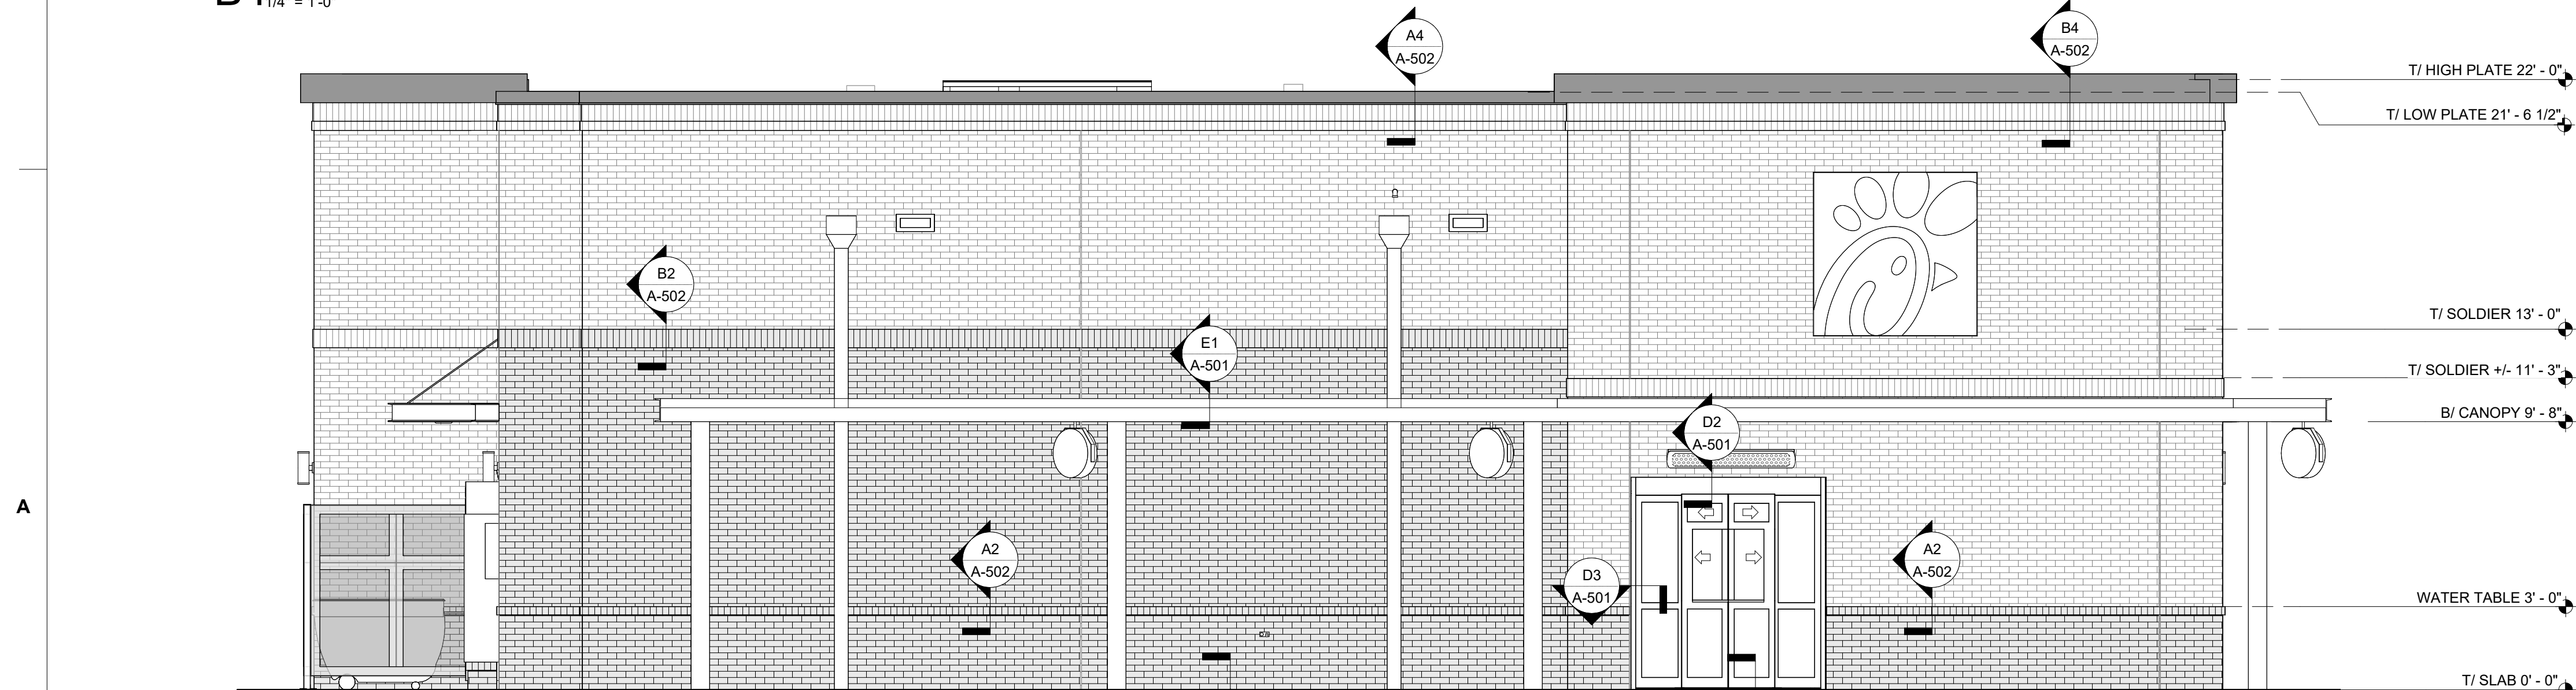 1/4" = 1'-0"
A4
A-502
B4
A-502
T/ HIGH PLATE 22' - 0"
T/ LOW PLATE 21' - 6 1/2"
B2
A-502
T/ SOLDIER 13' - 0"
E1
A-501
T/ SOLDIER +/- 11' - 3"
B/ CANOPY 9' - 8"
D2
A-501
A
A2
A-502
A2
A-502
D3
A-501
WATER TABLE 3' - 0"
T/ SLAB 0' - 0"